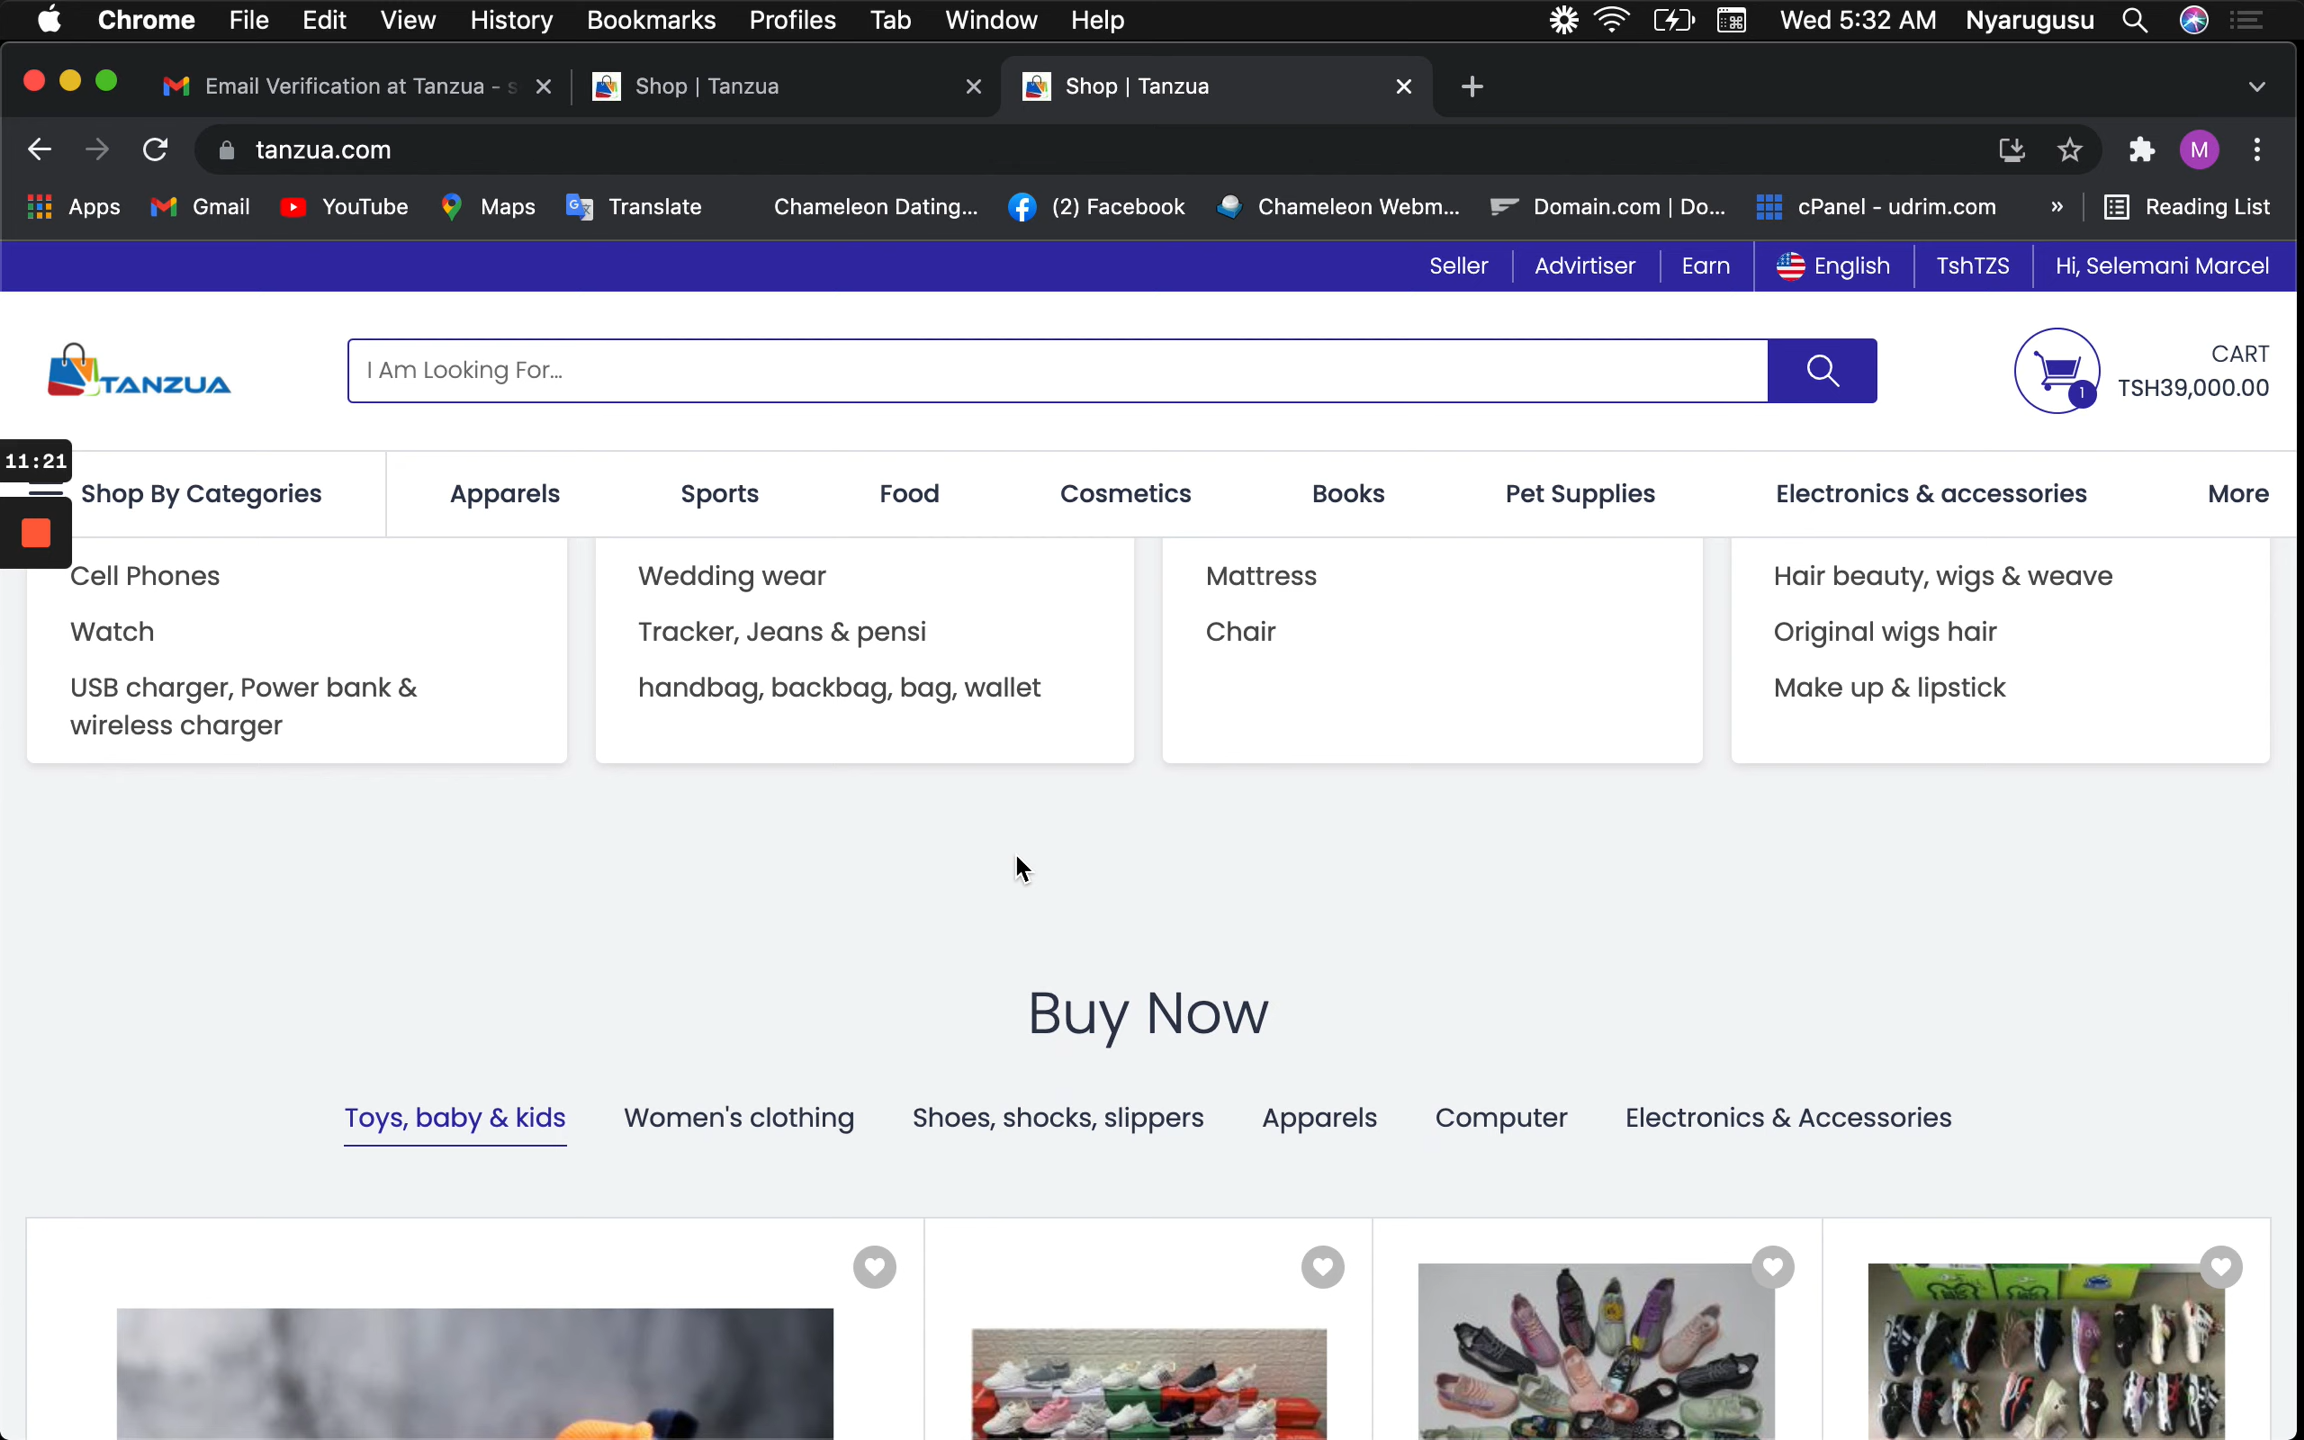 Chrome File Edit View History Bookmarks Profiles Tab Window Help Wed 5:32 AM Nyarugusu
Email Verification at Tanzua - s Shop | Tanzua Shop | Tanzua
tanzua.com M
Apps Gmail YouTube Maps Translate Chameleon Dating... (2) Facebook Chameleon Webm... Domain.com | Do... cPanel - udrim.com » Reading List
Seller Advirtiser Earn English TshTZS Hi, Selemani Marcel
TANZUA I Am Looking For... CART
1 TSH39,000.00
11:21
Shop By Categories Apparels Sports Food Cosmetics Books Pet Supplies Electronics & accessories More
Cell Phones Wedding wear Mattress Hair beauty, wigs & weave
Watch Tracker, Jeans & pensi Chair Original wigs hair
USB charger, Power bank & handbag, backbag, bag, wallet Make up & lipstick
wireless charger
Buy Now
Toys, baby & kids Women's clothing Shoes, shocks, slippers Apparels Computer Electronics & Accessories